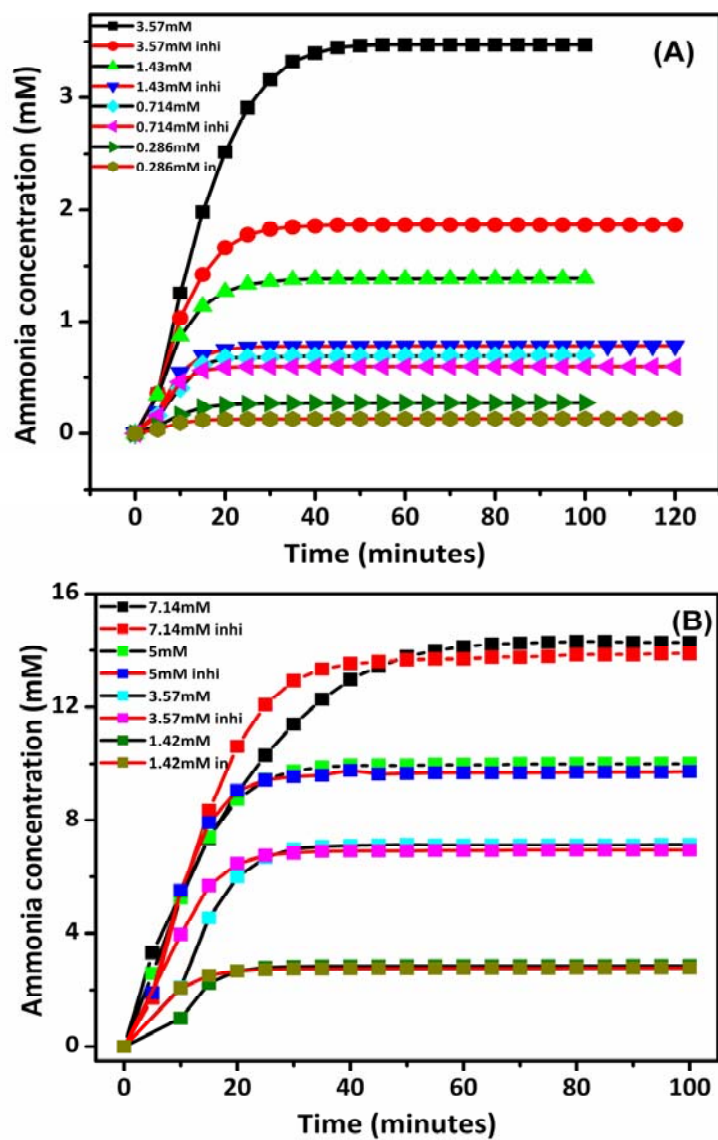 3.57mM
3.57mM inhi
1.43mM
1.43mM inhi
0.714mM
0.714mM inhi
0.286mM
0.286mM in
(A)
Ammonia concentration (mM)
3
2
1
0
0 20 40 60 80 100 120
Time (minutes)
7.14mM
7.14mM inhi
5mM
5mM inhi
3.57mM
3.57mM inhi
1.42mM
1.42mM in
(B)
Ammonia concentration (mM)
16
12
8
4
0
0 20 40 60 80 100
Time (minutes)